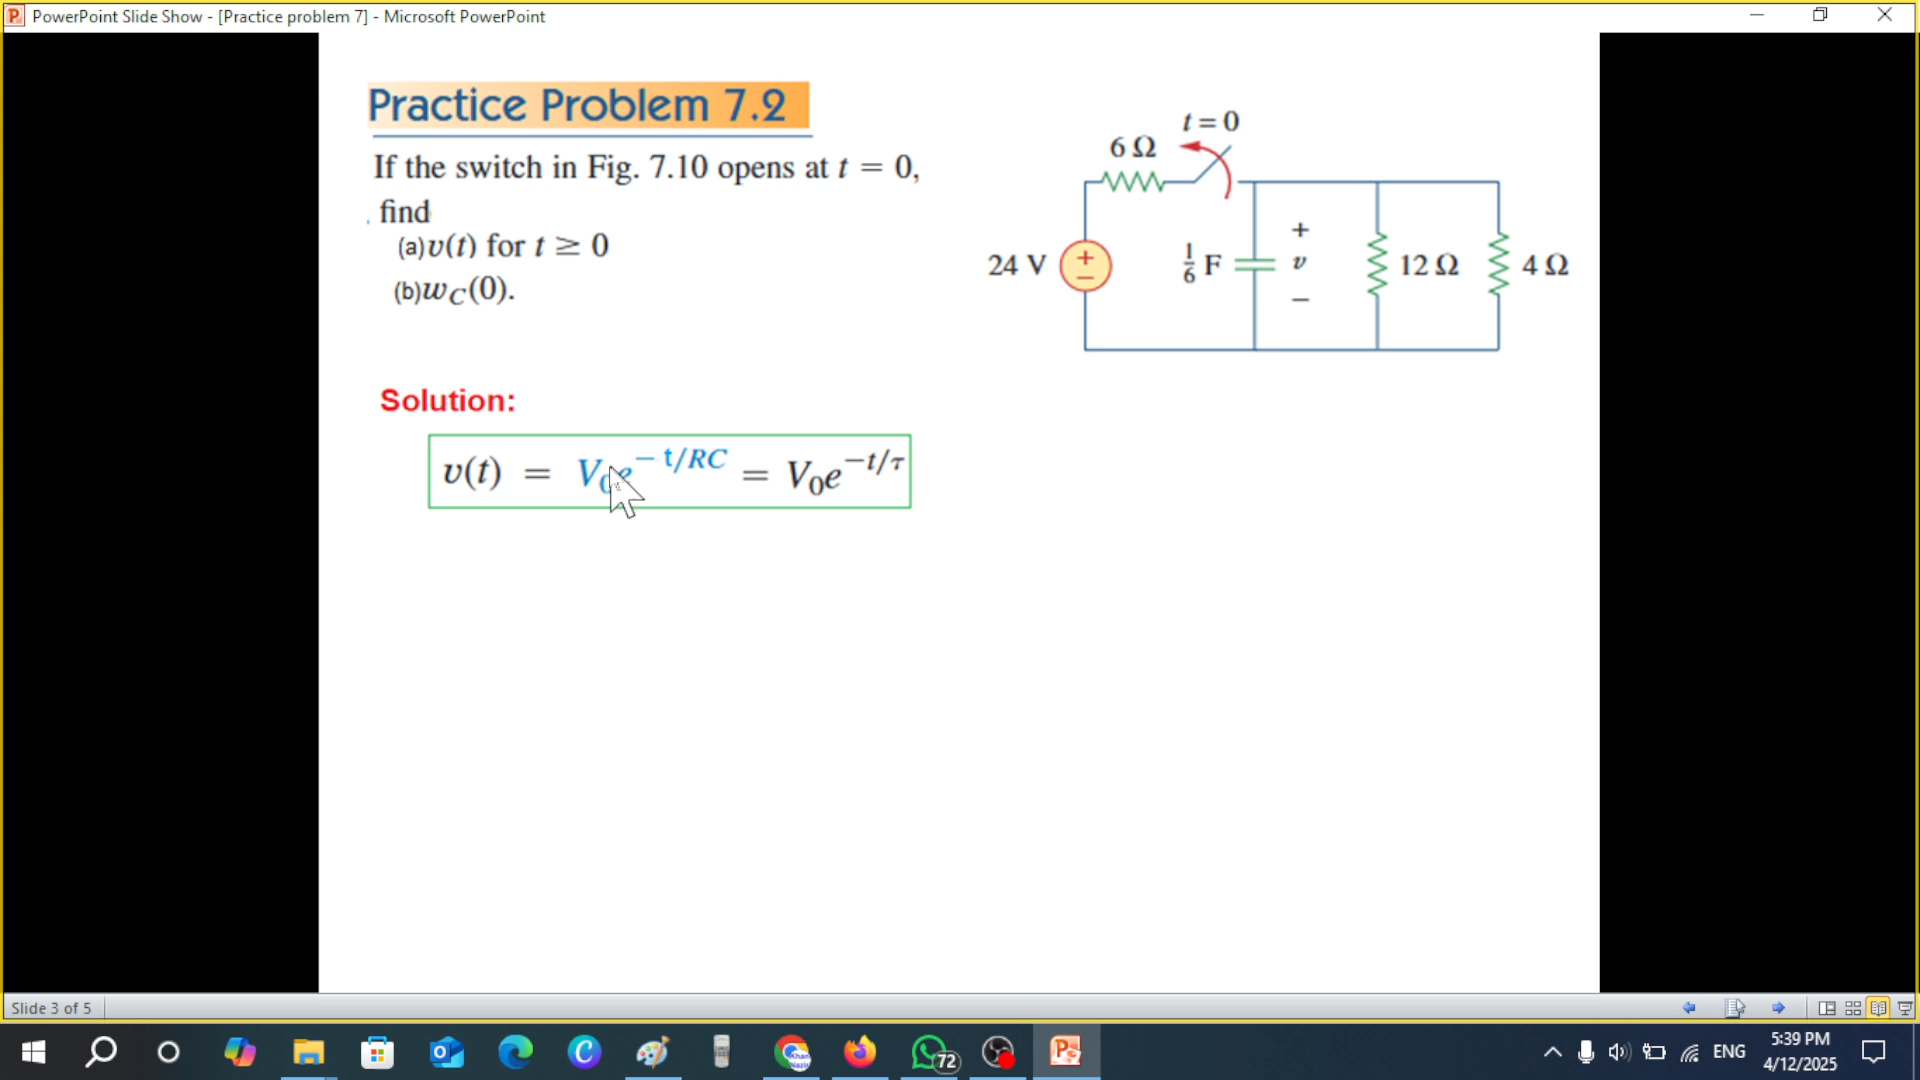 PowerPoint Slide Show - [Practice problem 7] - Microsoft PowerPoint
Practice Problem 7.2
If the switch in Fig. 7.10 opens at t = 0,
find
(a) v(t) for t ≥ 0
(b) w_C(0).
t = 0
6 Ω
24 V
+
−
1/6 F
+
v
−
12 Ω
4 Ω
Solution:
v(t) = V₀e^(− t/RC) = V₀e^(−t/τ)
Slide 3 of 5
72
ENG
5:39 PM
4/12/2025